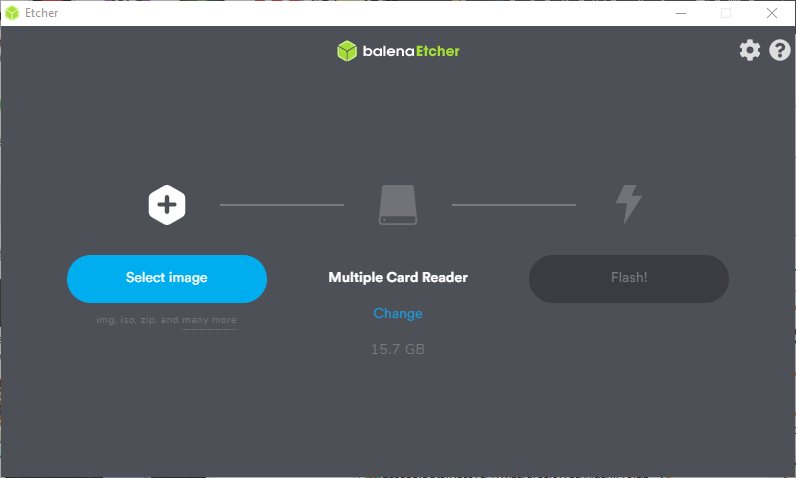 Etcher
balenaEtcher
Select image
Multiple Card Reader
Flash!
img, iso, zip, and many more
Change
15.7 GB